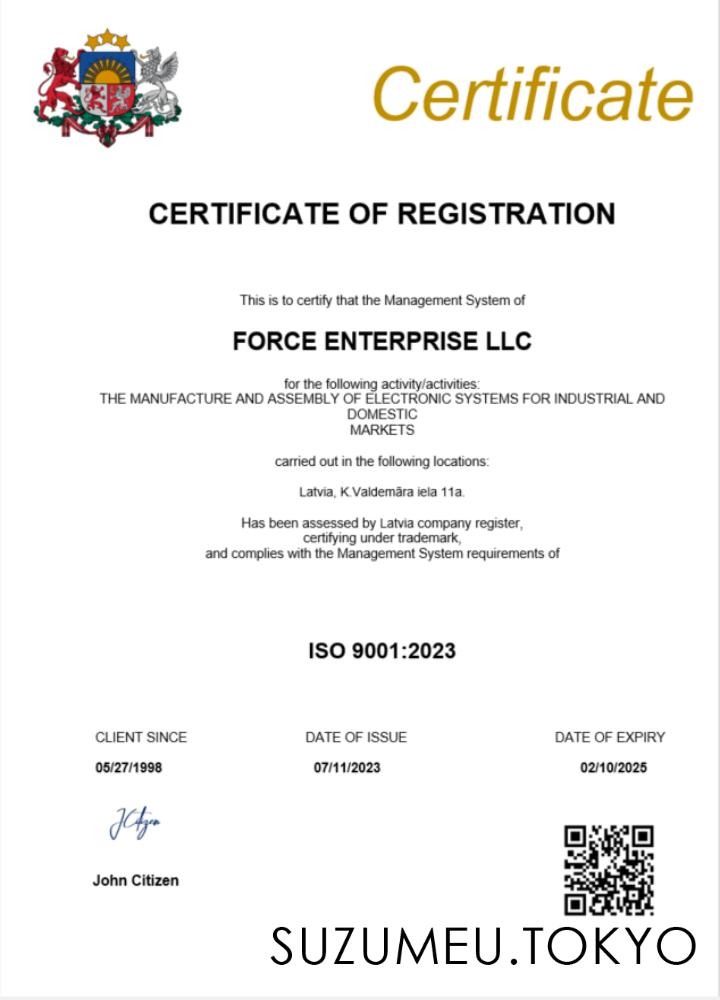 Certificate
CERTIFICATE OF REGISTRATION
This is to certify that the Management System of
FORCE ENTERPRISE LLC
for the following activity/activities:
THE MANUFACTURE AND ASSEMBLY OF ELECTRONIC SYSTEMS FOR INDUSTRIAL AND
DOMESTIC
MARKETS
carried out in the following locations:
Latvia, K.Valdemāra iela 11a.
Has been assessed by Latvia company register,
certifying under trademark,
and complies with the Management System requirements of
ISO 9001:2023
CLIENT SINCE DATE OF ISSUE DATE OF EXPIRY
05/27/1998 07/11/2023 02/10/2025
JCitizen
John Citizen
SUZUMEU.TOKYO